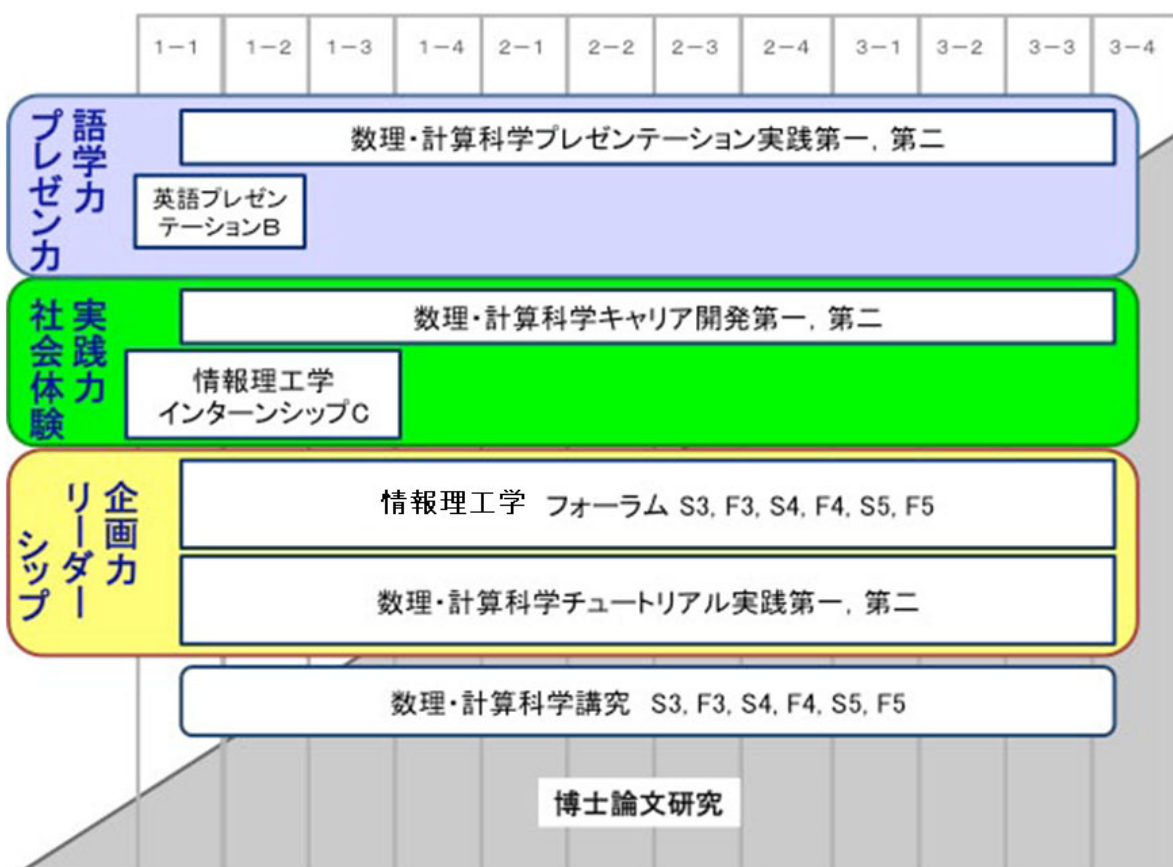 1－1 1－2 1－3 1－4 2－1 2－2 2－3 2－4 3－1 3－2 3－3 3－4
語学力
プレゼン力
数理・計算科学プレゼンテーション実践第一，第二
英語プレゼン
テーションB
実践力
社会体験
数理・計算科学キャリア開発第一，第二
情報理工学
インターンシップC
企画力
リーダー
シップ
情報理工学 フォーラム S3, F3, S4, F4, S5, F5
数理・計算科学チュートリアル実践第一，第二
数理・計算科学講究 S3, F3, S4, F4, S5, F5
博士論文研究